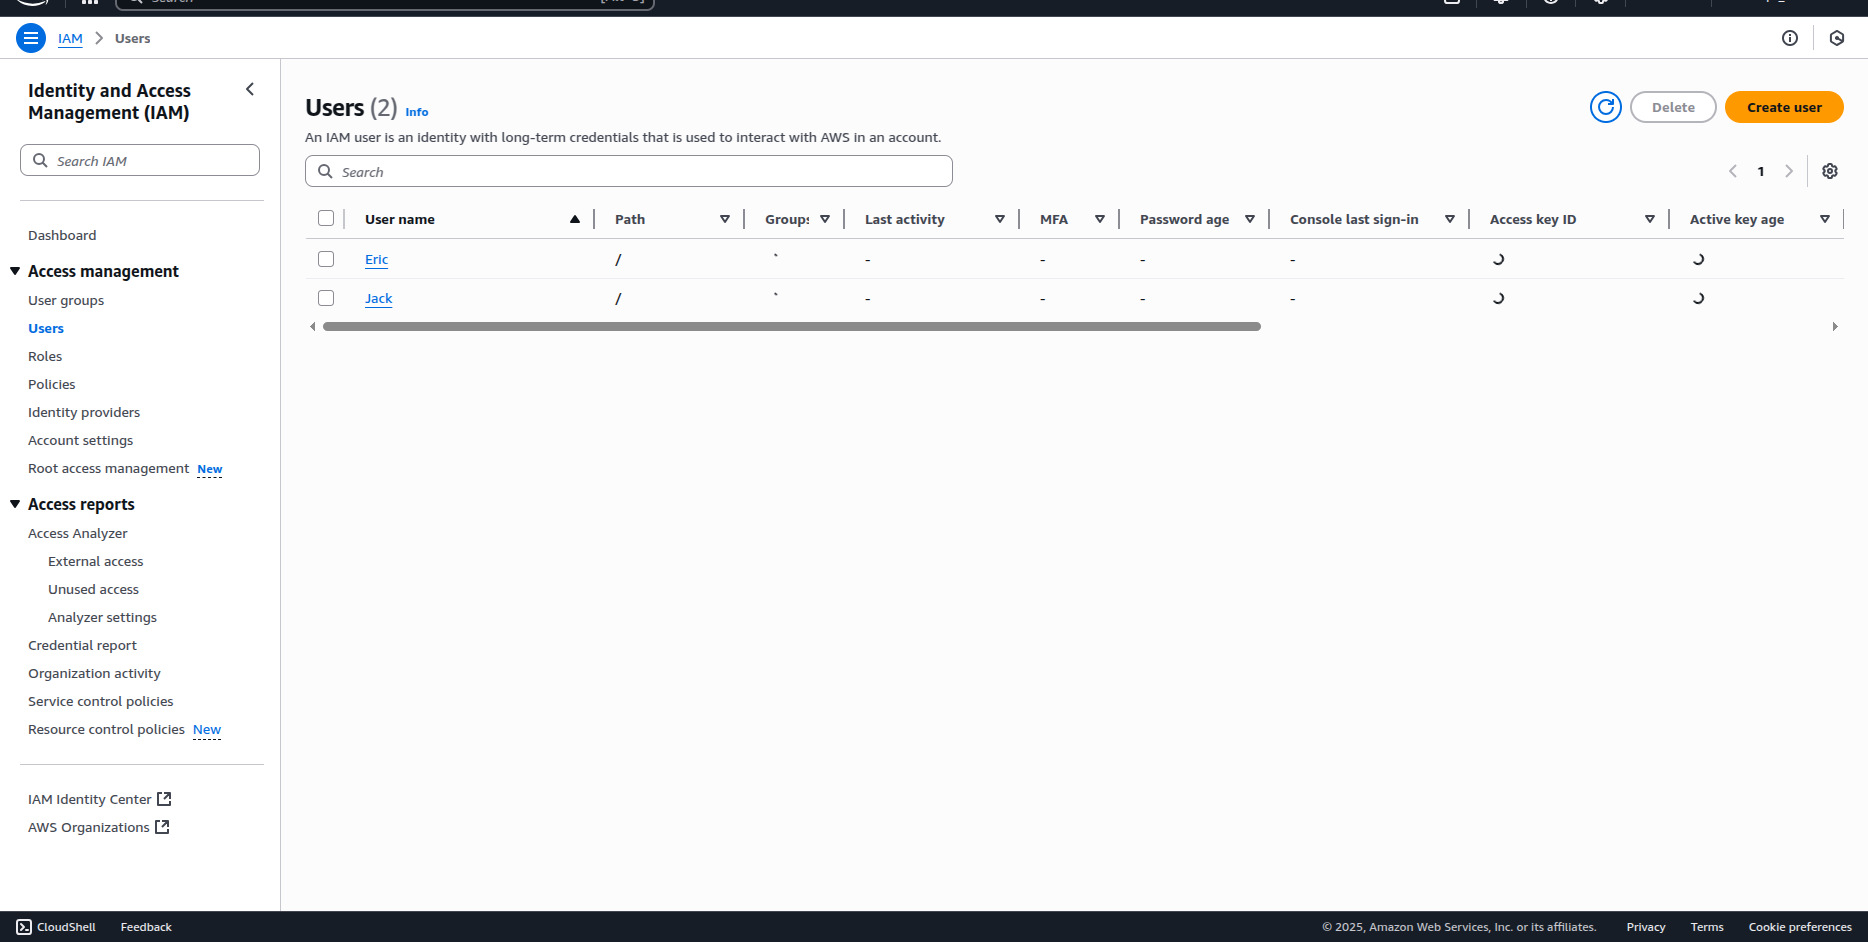 IAM > Users
Identity and Access
Management (IAM)
Search IAM
Dashboard
Access management
User groups
Users
Roles
Policies
Identity providers
Account settings
Root access management New
Access reports
Access Analyzer
External access
Unused access
Analyzer settings
Credential report
Organization activity
Service control policies
Resource control policies New
IAM Identity Center
AWS Organizations
Users (2) Info
Delete
Create user
An IAM user is an identity with long-term credentials that is used to interact with AWS in an account.
Search
1
User name Path Groups Last activity MFA Password age Console last sign-in Access key ID Active key age
Eric / - - - -
Jack / - - - -
CloudShell Feedback © 2025, Amazon Web Services, Inc. or its affiliates. Privacy Terms Cookie preferences